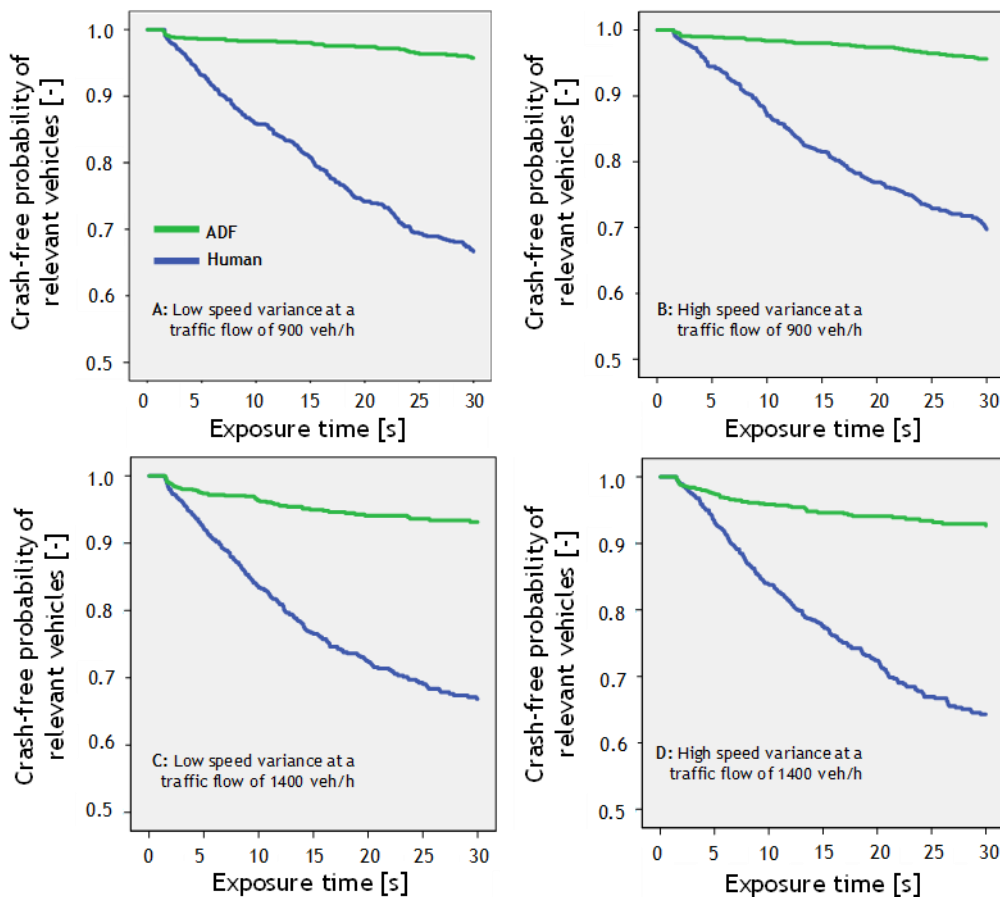 Crash-free probability of
relevant vehicles [-]
1.0
0.9
0.8
0.7
0.6
0.5
ADF
Human
A: Low speed variance at a
traffic flow of 900 veh/h
0 5 10 15 20 25 30
Exposure time [s]
Crash-free probability of
relevant vehicles [-]
1.0
0.9
0.8
0.7
0.6
0.5
B: High speed variance at a
traffic flow of 900 veh/h
0 5 10 15 20 25 30
Exposure time [s]
Crash-free probability of
relevant vehicles [-]
1.0
0.9
0.8
0.7
0.6
0.5
C: Low speed variance at a
traffic flow of 1400 veh/h
0 5 10 15 20 25 30
Exposure time [s]
Crash-free probability of
relevant vehicles [-]
1.0
0.9
0.8
0.7
0.6
0.5
D: High speed variance at a
traffic flow of 1400 veh/h
0 5 10 15 20 25 30
Exposure time [s]